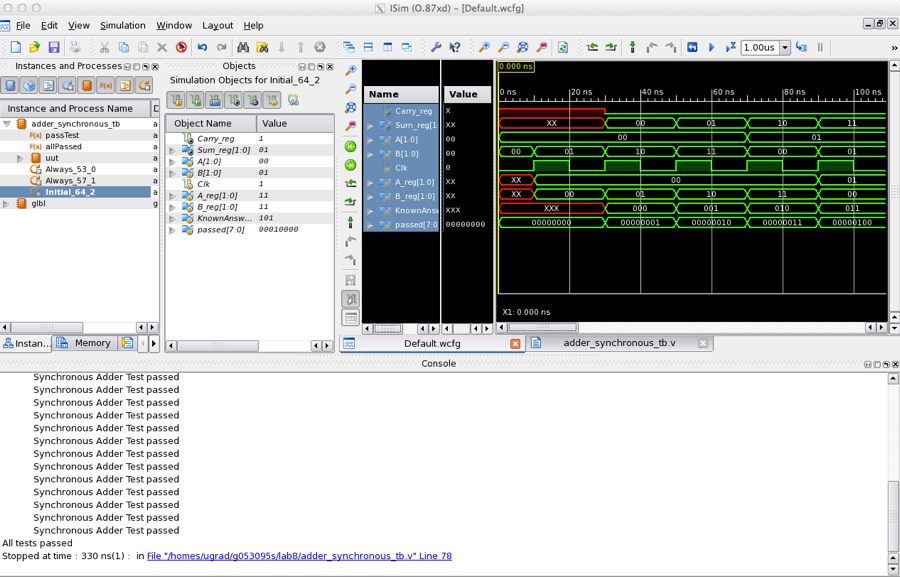 ISim (O.87xd) – [Default.wcfg]
File Edit View Simulation Window Layout Help
1.00us
»
Instances and Processes
Instance and Process Name
D
adder_synchronous_tb a
passTest a
allPassed a
uut a
Always_53_0 a
Always_57_1 a
Initial_64_2 a
glbl g
Instan...
Memory
Objects
Simulation Objects for Initial_64_2
Object Name Value
Carry_reg 1
Sum_reg[1:0] 01
A[1:0] 00
B[1:0] 01
Clk 1
A_reg[1:0] 11
B_reg[1:0] 11
KnownAnsw... 101
passed[7:0] 00010000
Name Value
Carry_reg X
Sum_reg[1: XX
A[1:0] 00
B[1:0] 00
Clk 0
A_reg[1:0] XX
B_reg[1:0] XX
KnownAnsw XXX
passed[7:0 00000000
0.000 ns
0 ns 20 ns 40 ns 60 ns 80 ns 100 ns
XX 00 01 10 11
00 01
00 01 10 11 00 01
XX 00 01
XX 00 01 10 11 00
XXX 000 001 010 011
00000000 00000001 00000010 00000011 00000100
X1: 0.000 ns
Default.wcfg
adder_synchronous_tb.v
Console
Synchronous Adder Test passed
Synchronous Adder Test passed
Synchronous Adder Test passed
Synchronous Adder Test passed
Synchronous Adder Test passed
Synchronous Adder Test passed
Synchronous Adder Test passed
Synchronous Adder Test passed
Synchronous Adder Test passed
Synchronous Adder Test passed
Synchronous Adder Test passed
Synchronous Adder Test passed
Synchronous Adder Test passed
All tests passed
Stopped at time : 330 ns(1) : in File "/homes/ugrad/g053095s/lab8/adder_synchronous_tb.v" Line 78